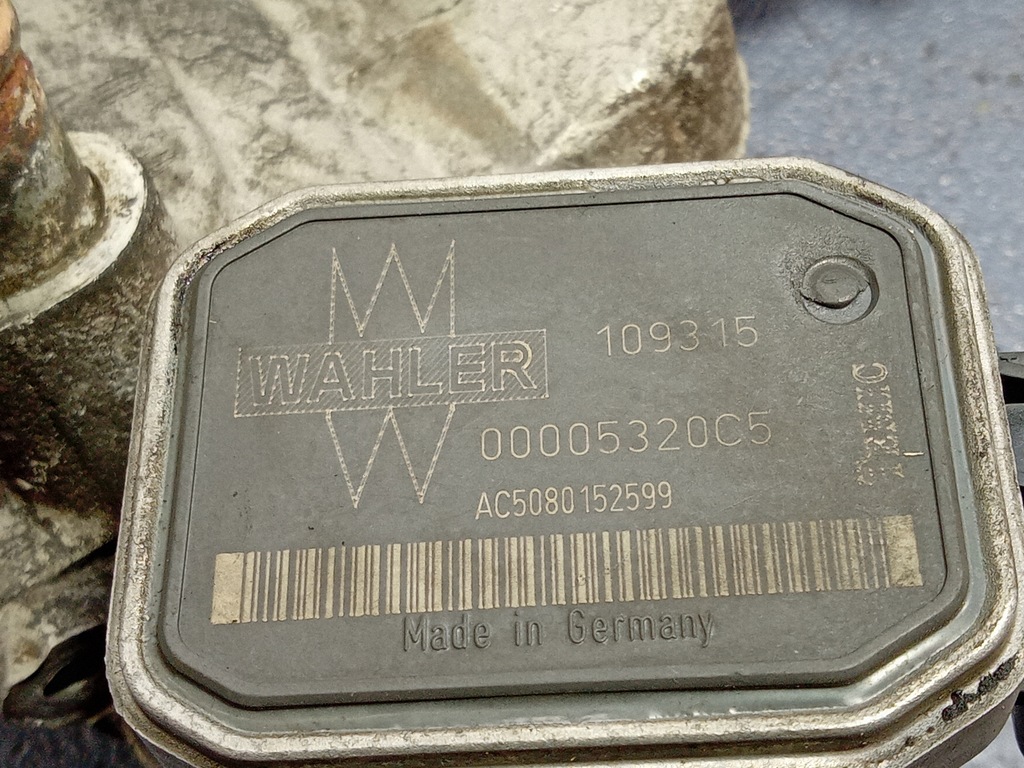 WAHLER
109315
00005320C5
AC5080152599
Made in Germany